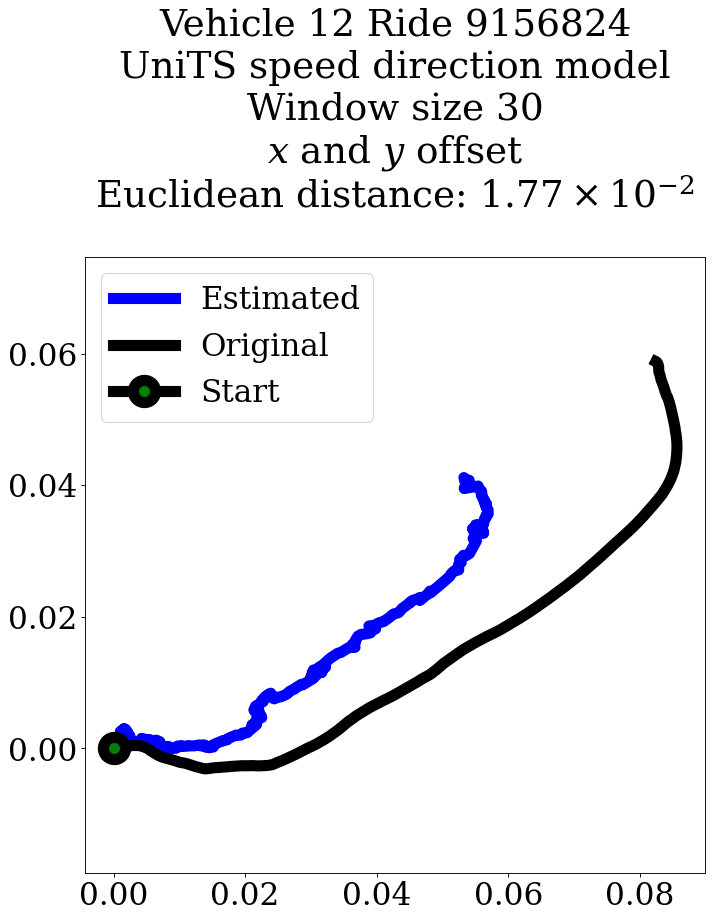 Vehicle 12 Ride 9156824
UniTS speed direction model
Window size 30
x and y offset
Euclidean distance: 1.77 × 10⁻²
Estimated
Original
Start
0.06
0.04
0.02
0.00
0.00 0.02 0.04 0.06 0.08